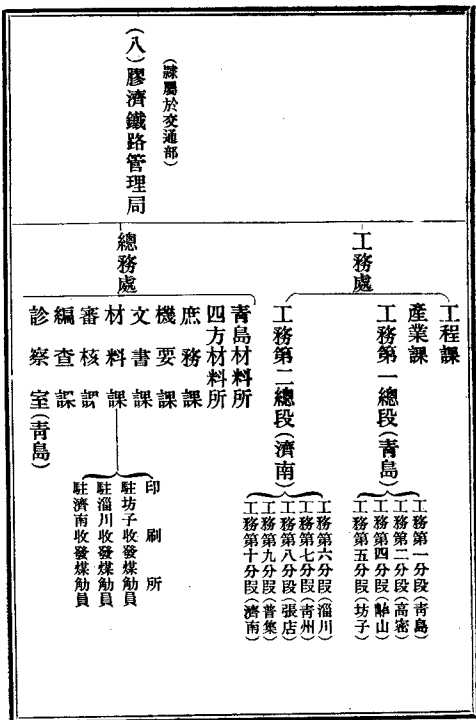 (八)膠濟鐵路管理局
(隸屬於交通部)
工務處
工程課
產業課
工務第一總段(青島)
工務第一分段(青島)
工務第二分段(高密)
工務第四分段(岞山)
工務第五分段(坊子)
工務第二總段(濟南)
工務第六分段(淄川)
工務第七分段(青州)
工務第八分段(張店)
工務第九分段(普集)
工務第十分段(濟南)
總務處
青島材料所
四方材料所
庶務課
機要課
文書課
材料課
印刷所
駐坊子收發煤觔員
駐淄川收發煤觔員
駐濟南收發煤觔員
審核課
編查課
診察室(青島)